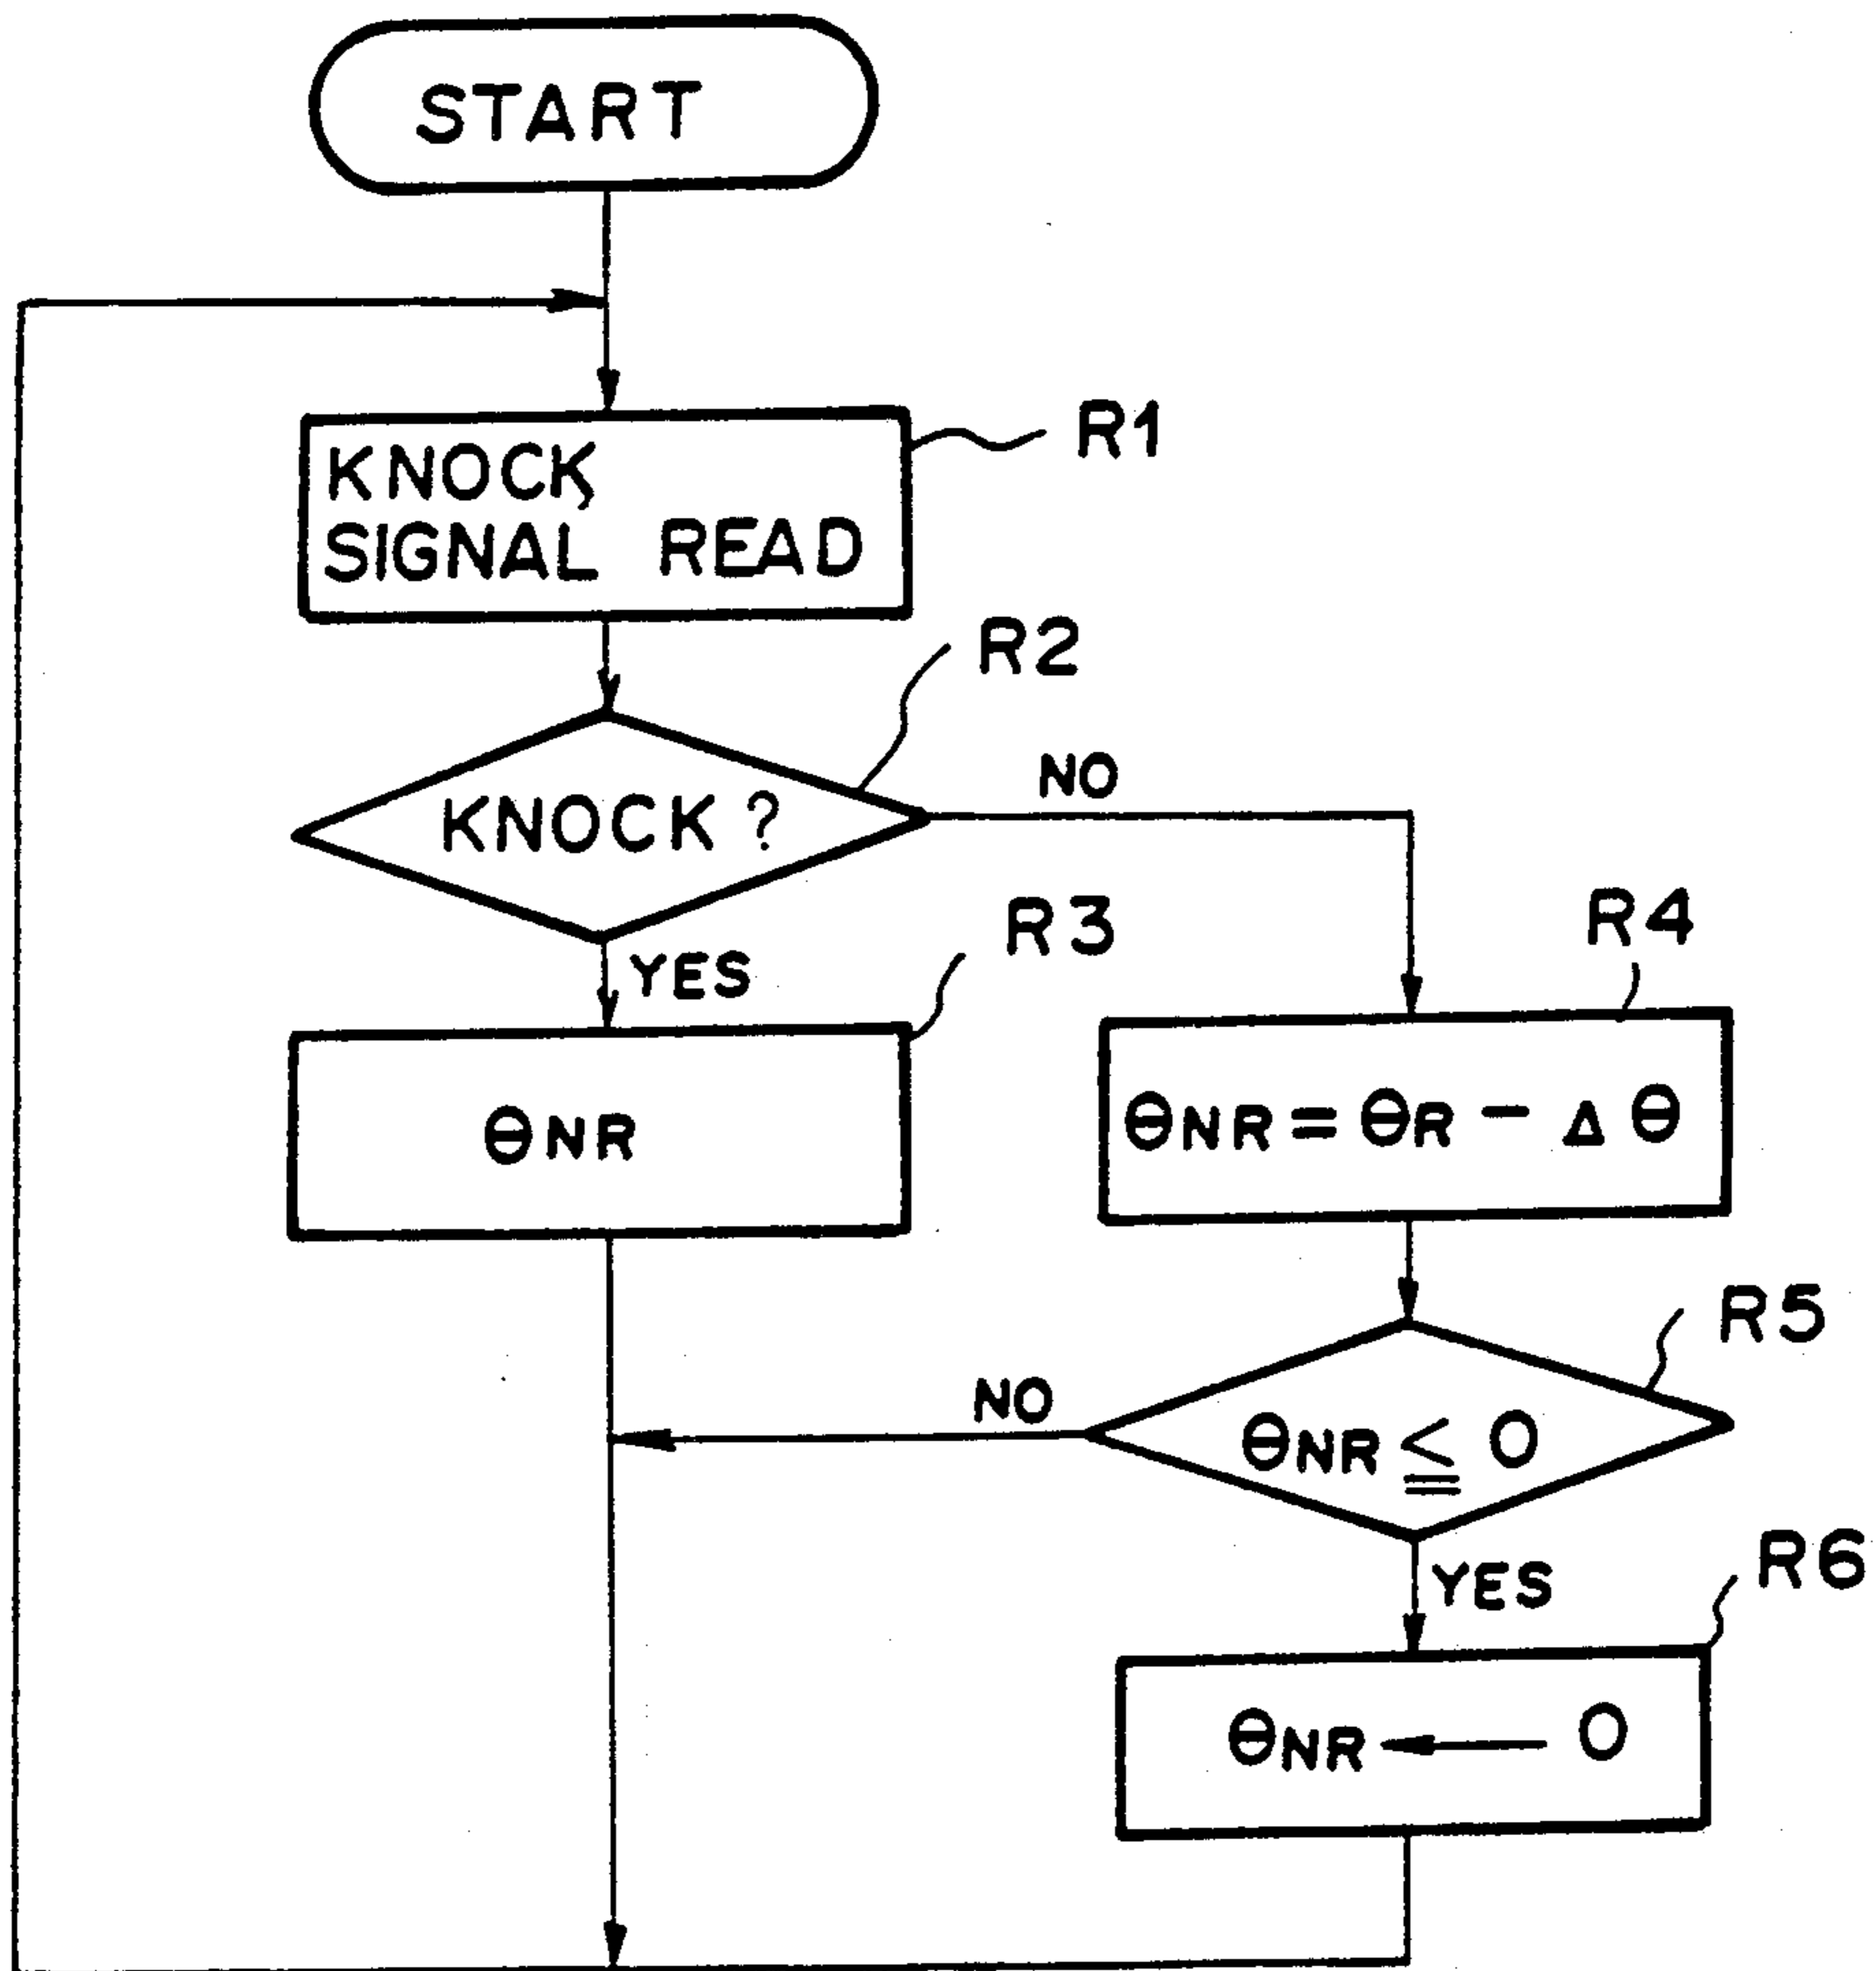 START
R1
KNOCK
SIGNAL READ
R2
KNOCK ?
NO
YES
R3
R4
ΘNR
ΘNR = ΘR - Δ Θ
R5
NO
ΘNR ≦ 0
YES
R6
ΘNR ← 0